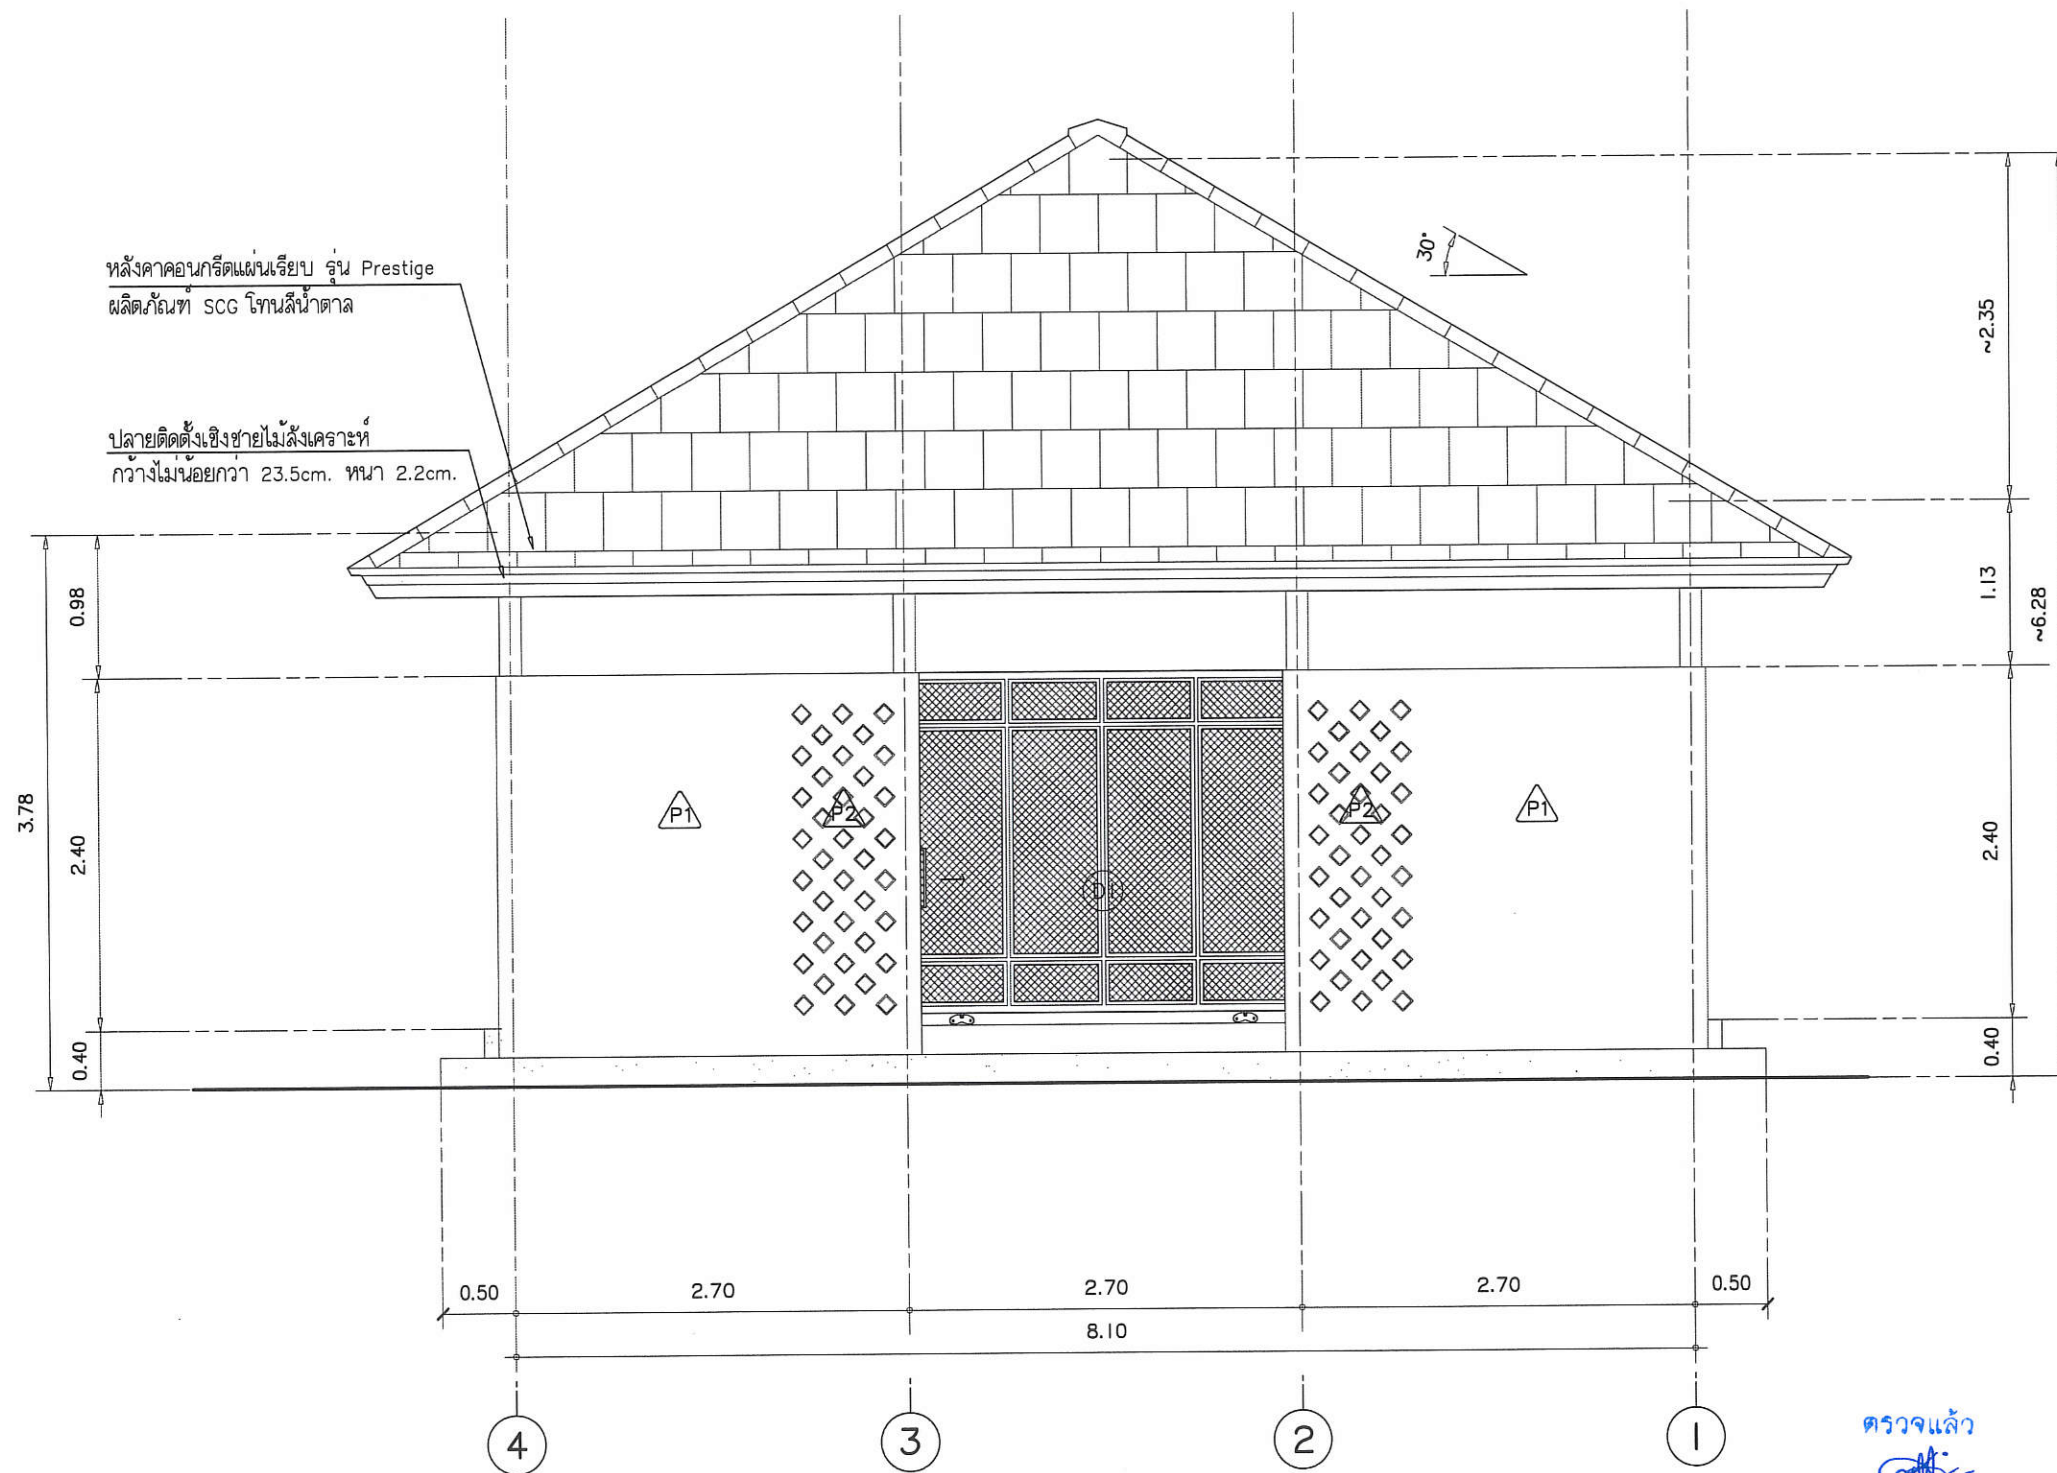 หลังคาคอนกรีตแผ่นเรียบ รุ่น Prestige
ผลิตภัณฑ์ SCG โทนสีน้ำตาล
ปลายติดตั้งเชิงชายไม้สังเคราะห์
กว้างไม่น้อยกว่า 23.5cm. หนา 2.2cm.
30°
~2.35
1.13
~6.28
2.40
0.40
0.98
3.78
2.40
0.40
P1
P2
P2
P1
0.50
2.70
2.70
2.70
0.50
8.10
4
3
2
1
ตรวจแล้ว